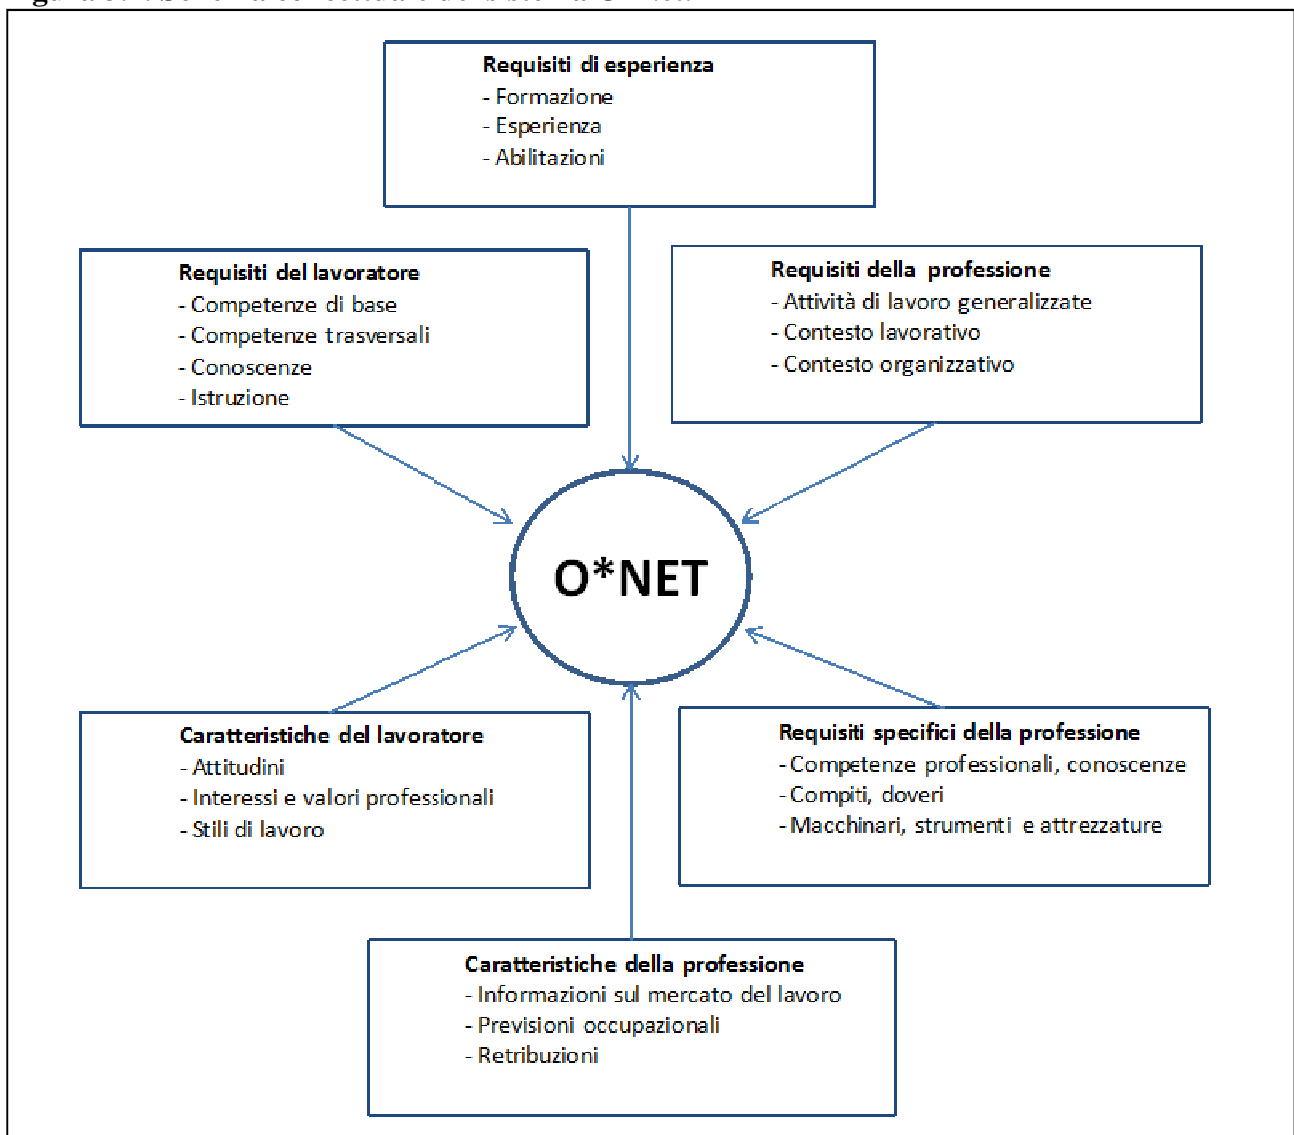 Requisiti di esperienza
- Formazione
- Esperienza
- Abilitazioni
Requisiti del lavoratore
- Competenze di base
- Competenze trasversali
- Conoscenze
- Istruzione
Requisiti della professione
- Attività di lavoro generalizzate
- Contesto lavorativo
- Contesto organizzativo
O*NET
Caratteristiche del lavoratore
- Attitudini
- Interessi e valori professionali
- Stili di lavoro
Requisiti specifici della professione
- Competenze professionali, conoscenze
- Compiti, doveri
- Macchinari, strumenti e attrezzature
Caratteristiche della professione
- Informazioni sul mercato del lavoro
- Previsioni occupazionali
- Retribuzioni